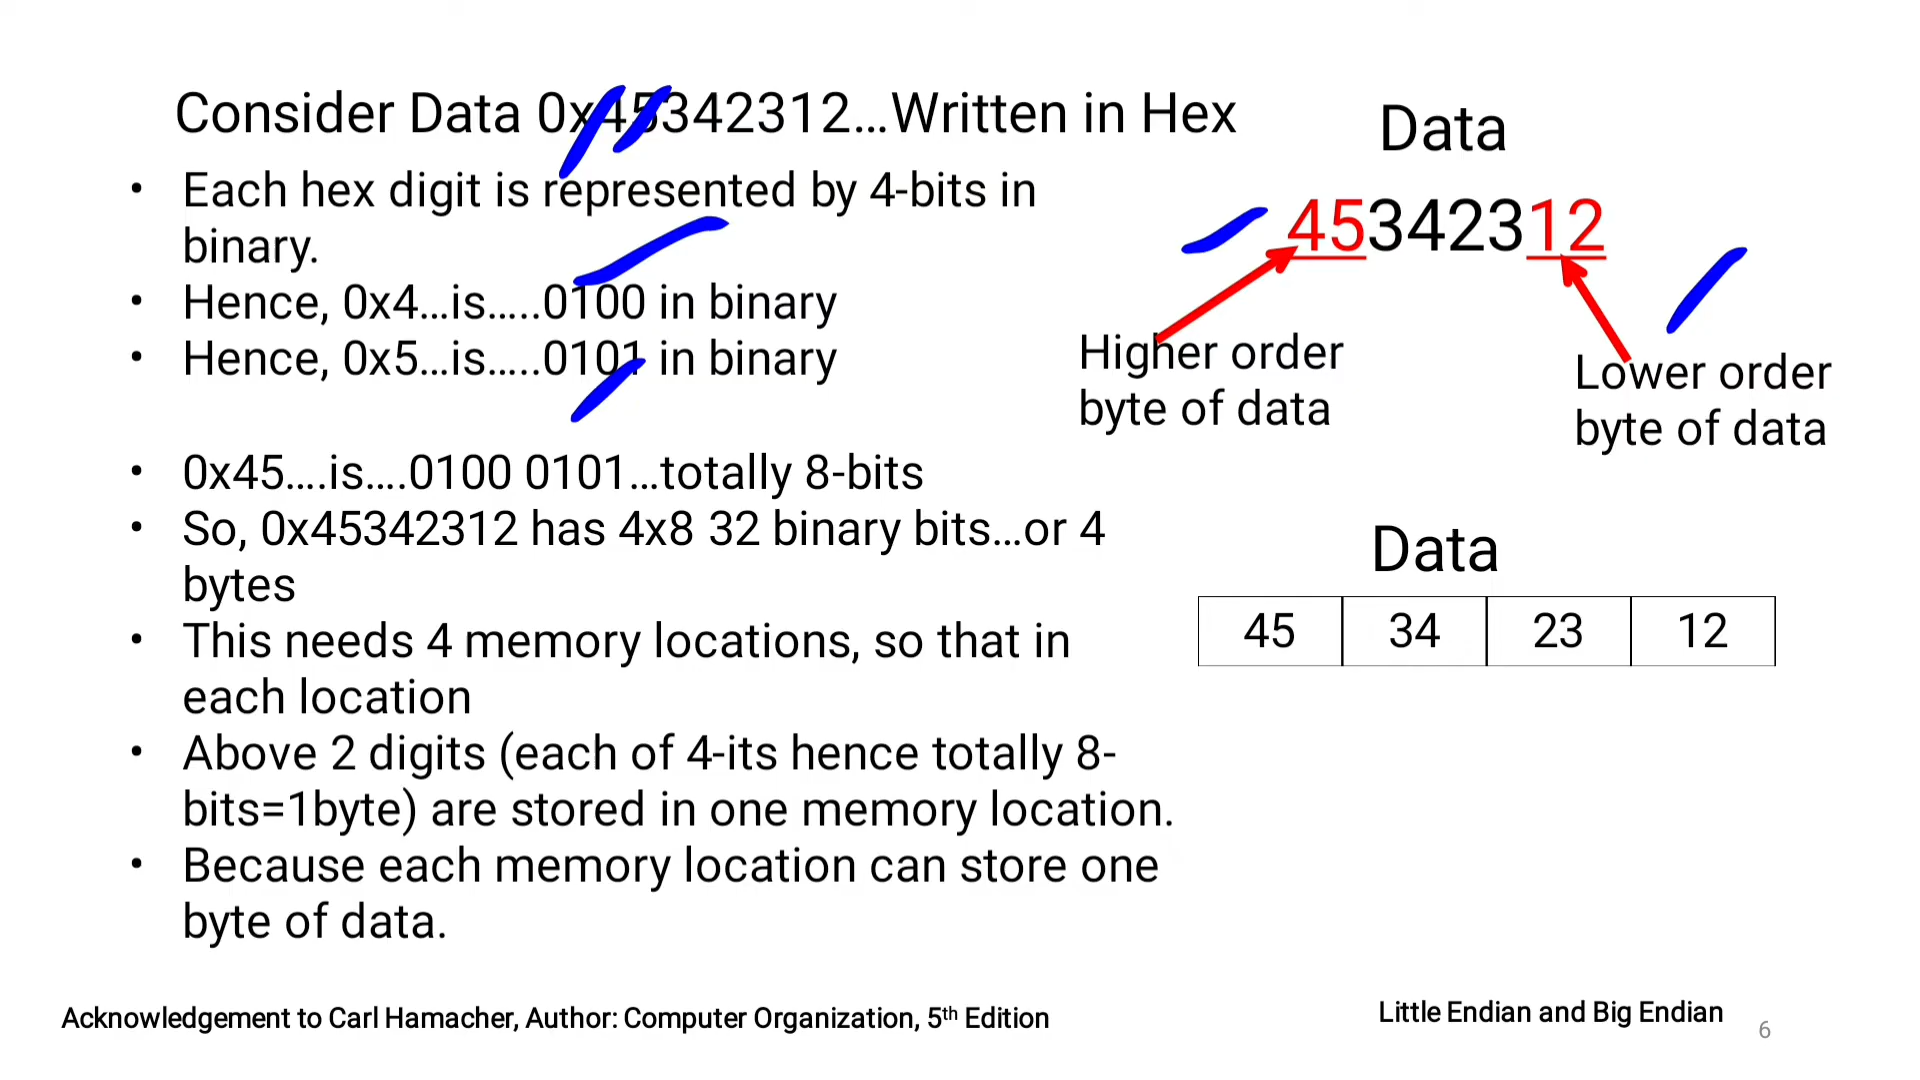 Consider Data 0x45342312...Written in Hex
• Each hex digit is represented by 4-bits in
binary.
• Hence, 0x4...is.....0100 in binary
• Hence, 0x5...is.....0101 in binary
• 0x45....is....0100 0101...totally 8-bits
• So, 0x45342312 has 4x8 32 binary bits...or 4
bytes
• This needs 4 memory locations, so that in
each location
• Above 2 digits (each of 4-its hence totally 8-
bits=1byte) are stored in one memory location.
• Because each memory location can store one
byte of data.
Data
45342312
Higher order
byte of data
Lower order
byte of data
Data
45 34 23 12
Acknowledgement to Carl Hamacher, Author: Computer Organization, 5th Edition
Little Endian and Big Endian
6